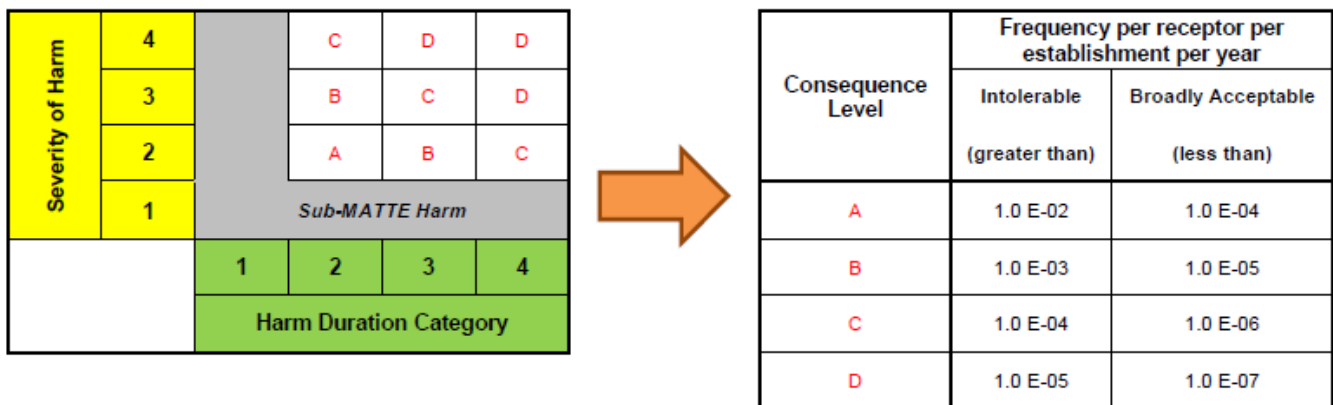 Severity of Harm
4 C D D
3 B C D
2 A B C
1 Sub-MATTE Harm
1 2 3 4
Harm Duration Category
Consequence
Level
Frequency per receptor per
establishment per year
Intolerable Broadly Acceptable
(greater than) (less than)
A 1.0 E-02 1.0 E-04
B 1.0 E-03 1.0 E-05
C 1.0 E-04 1.0 E-06
D 1.0 E-05 1.0 E-07